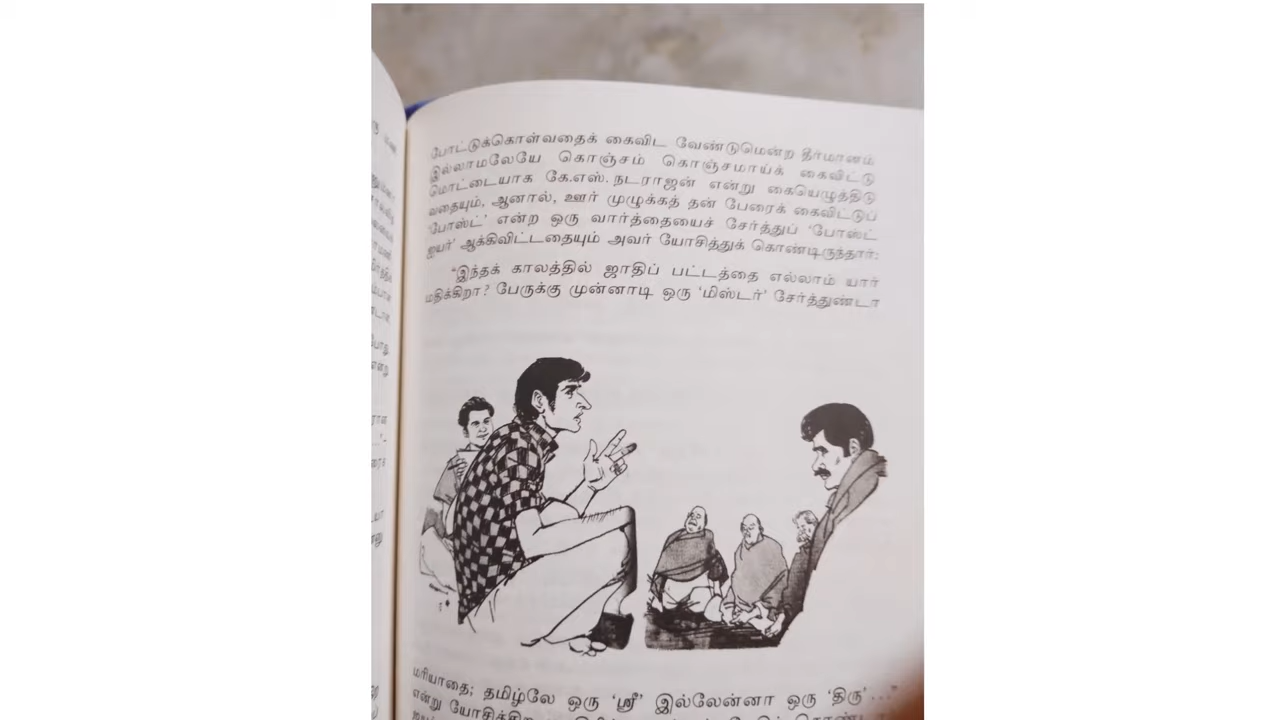 போட்டுக்கொள்வதைக் கைவிட வேண்டுமென்ற தீர்மானம்
இல்லாமலேயே கொஞ்சம் கொஞ்சமாய்க் கைவிட்டு
மொட்டையாக கே.எஸ். நடராஜன் என்று கையெழுத்திடு
வதையும், ஆனால், ஊர் முழுக்கத் தன் பேரைக் கைவிட்டுப்
'போஸ்ட்' என்ற ஒரு வார்த்தையைச் சேர்த்துப் 'போஸ்ட்
ஐயர்' ஆக்கிவிட்டதையும் அவர் யோசித்துக் கொண்டிருந்தார்:
"இந்தக் காலத்தில் ஜாதிப் பட்டத்தை எல்லாம் யார்
மதிக்கிறா? பேருக்கு முன்னாடி ஒரு 'மிஸ்டர்' சேர்த்துண்டா
மரியாதை; தமிழ்லே ஒரு 'ஸ்ரீ' இல்லேன்னா ஒரு 'திரு'..."
என்று